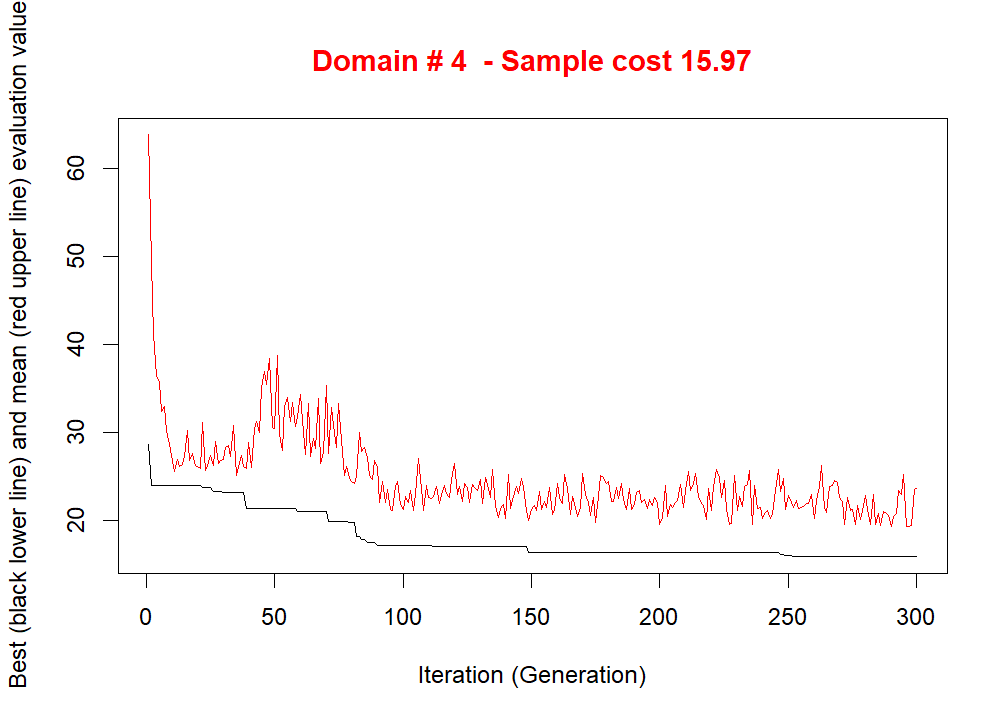 Domain # 4  - Sample cost 15.97
Best (black lower line) and mean (red upper line) evaluation value
60
50
40
30
20
0 50 100 150 200 250 300
Iteration (Generation)